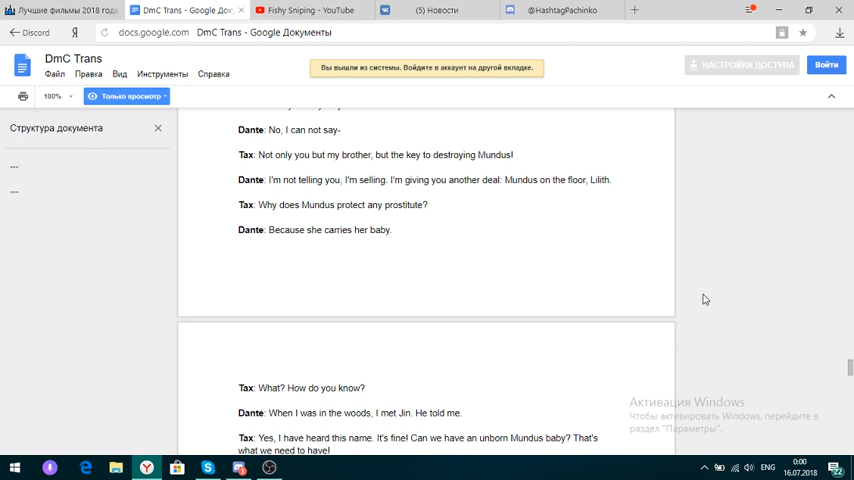 Лучшие фильмы 2018 года
DmC Trans - Google Док
Fishy Sniping - YouTube
(5) Новости
@HashtagPachinko
Discord
docs.google.com DmC Trans - Google Документы
DmC Trans
Файл Правка Вид Инструменты Справка
Вы вышли из системы. Войдите в аккаунт на другой вкладке.
НАСТРОЙКИ ДОСТУПА
Войти
100%
Только просмотр
Структура документа
---
---
Dante: No, I can not say-
Tax: Not only you but my brother, but the key to destroying Mundus!
Dante: I'm not telling you, I'm selling. I'm giving you another deal: Mundus on the floor, Lilith.
Tax: Why does Mundus protect any prostitute?
Dante: Because she carries her baby.
Tax: What? How do you know?
Dante: When I was in the woods, I met Jin. He told me.
Tax: Yes, I have heard this name. It's fine! Can we have an unborn Mundus baby? That's
what we need to have!
Активация Windows
Чтобы активировать Windows, перейдите в
раздел "Параметры".
ENG
0:00
16.07.2018
22